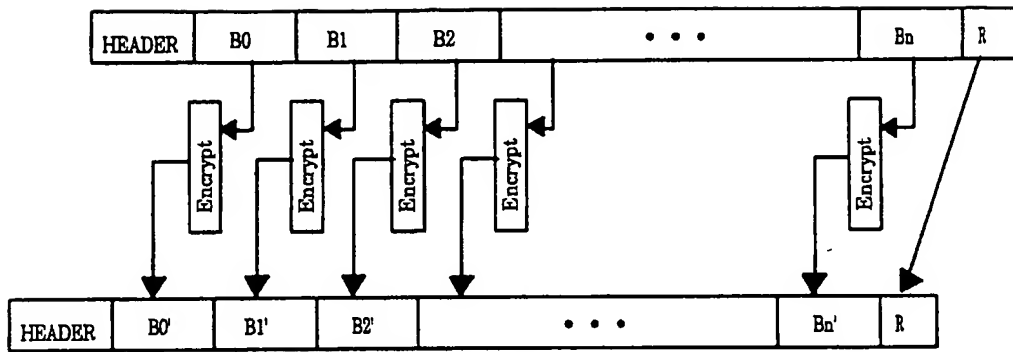 HEADER B0 B1 B2 • • • Bn R
Encrypt Encrypt Encrypt Encrypt Encrypt
HEADER B0' B1' B2' • • • Bn' R